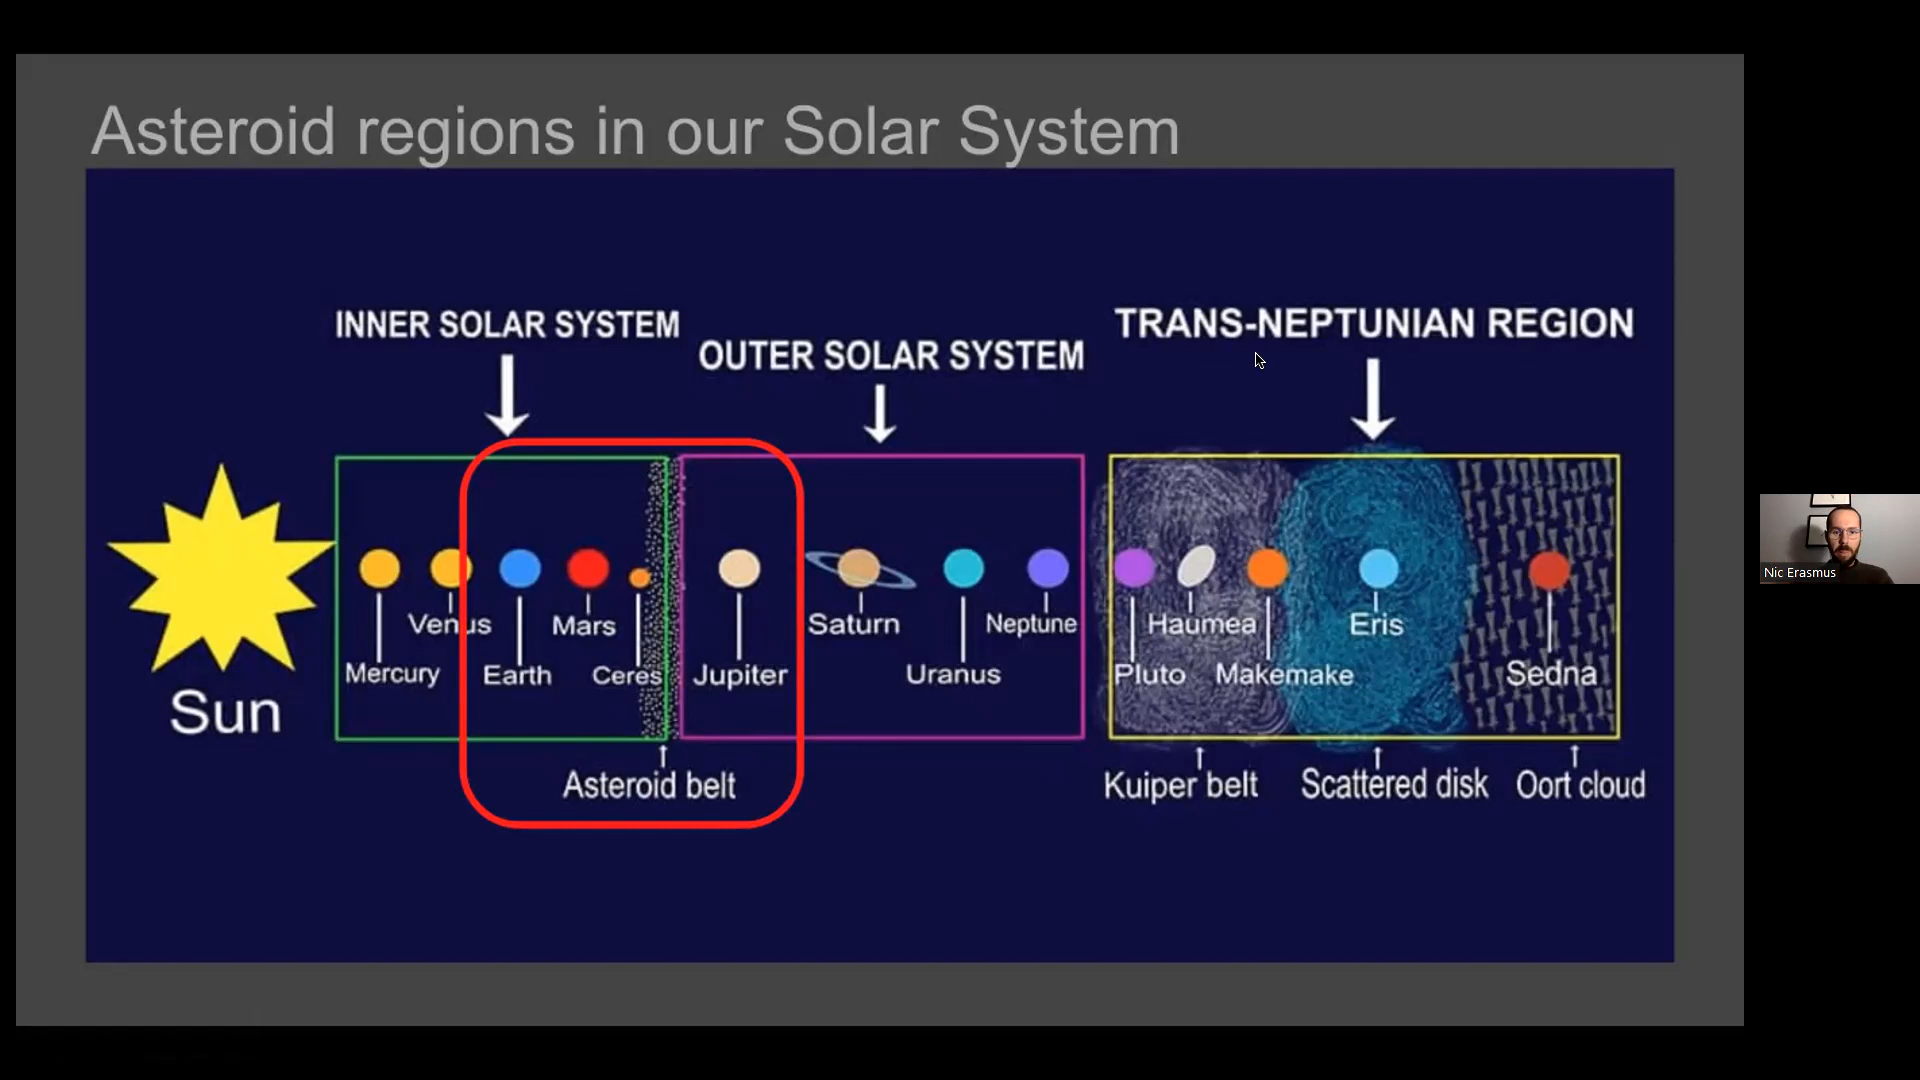 Asteroid regions in our Solar System
INNER SOLAR SYSTEM
OUTER SOLAR SYSTEM
TRANS-NEPTUNIAN REGION
Sun
Mercury
Venus
Earth
Mars
Ceres
Jupiter
Saturn
Uranus
Neptune
Pluto
Haumea
Makemake
Eris
Sedna
Asteroid belt
Kuiper belt
Scattered disk
Oort cloud
Nic Erasmus